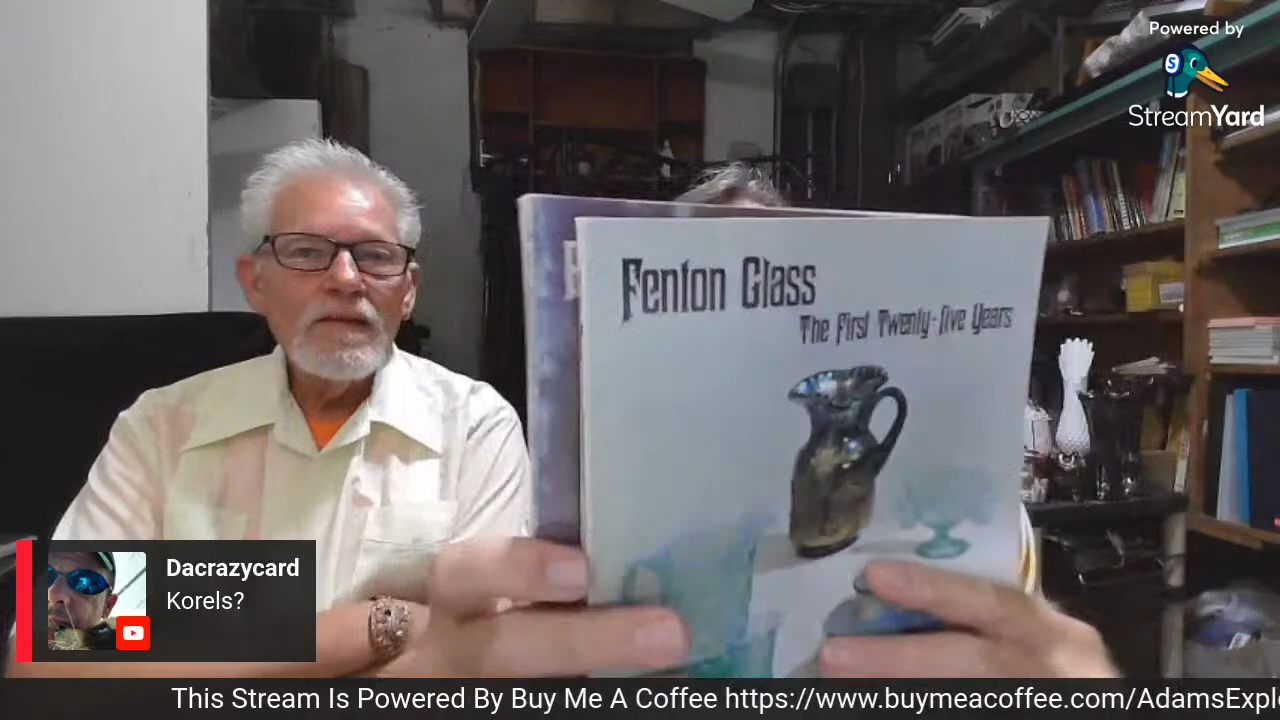 Powered by
StreamYard
Fenton Glass
The First Twenty-five Years
Dacrazycard
Korels?
This Stream Is Powered By Buy Me A Coffee https://www.buymeacoffee.com/AdamsExpl